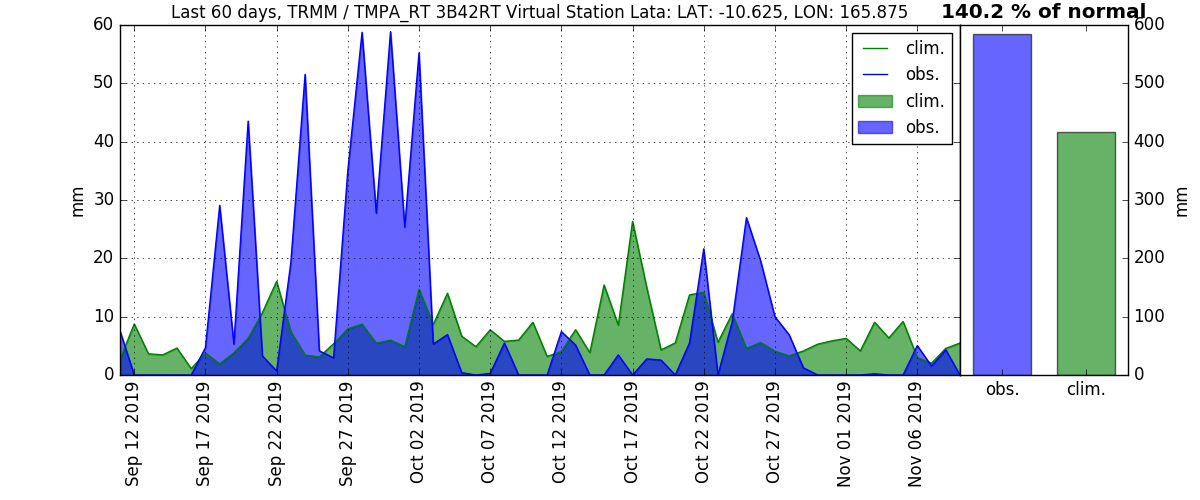 Last 60 days, TRMM / TMPA_RT 3B42RT Virtual Station Lata: LAT: -10.625, LON: 165.875
140.2 % of normal
60
50
40
30
20
10
0
mm
clim.
obs.
clim.
obs.
600
500
400
300
200
100
0
mm
Sep 12 2019
Sep 17 2019
Sep 22 2019
Sep 27 2019
Oct 02 2019
Oct 07 2019
Oct 12 2019
Oct 17 2019
Oct 22 2019
Oct 27 2019
Nov 01 2019
Nov 06 2019
obs.
clim.